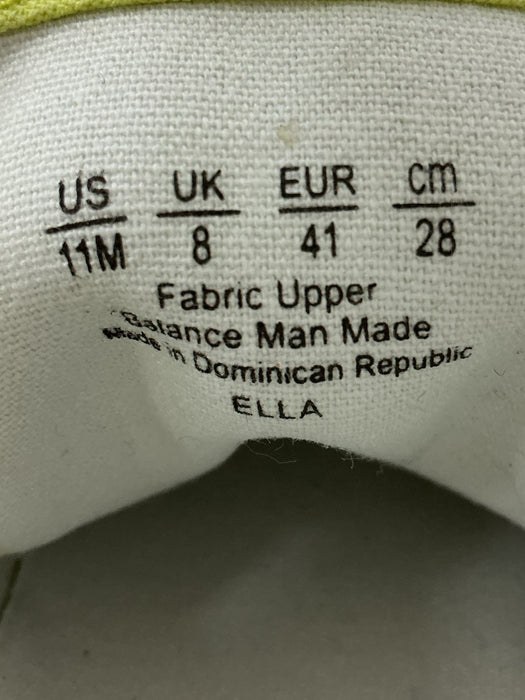 US UK EUR cm
11M 8 41 28
Fabric Upper
Balance Man Made
Made in Dominican Republic
ELLA